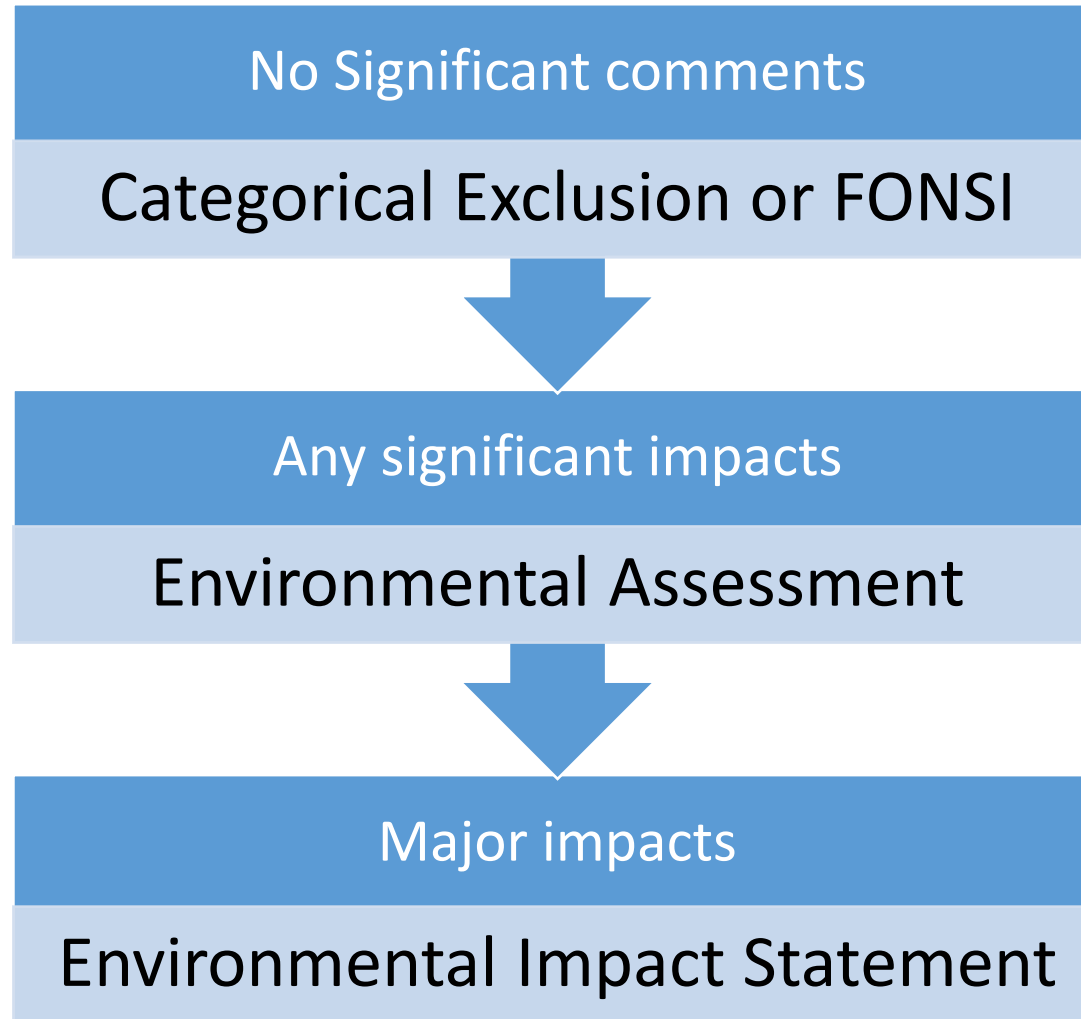 No Significant comments
Categorical Exclusion or FONSI
Any significant impacts
Environmental Assessment
Major impacts
Environmental Impact Statement